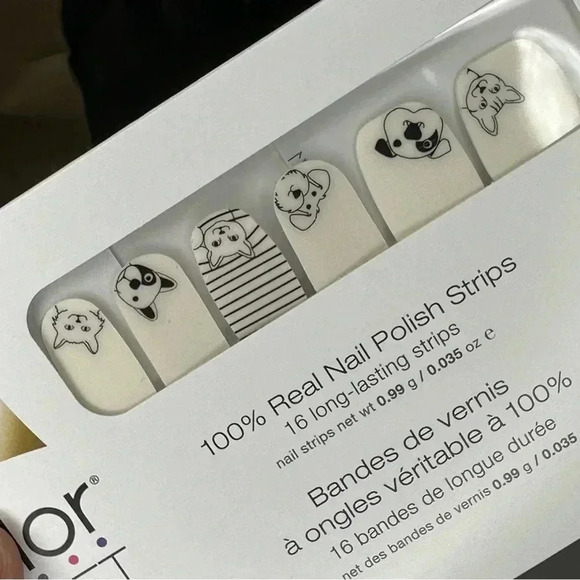 100% Real Nail Polish Strips
16 long-lasting strips
nail strips net wt 0.99 g / 0.035 oz e
Bandes de vernis
à ongles véritable à 100%
16 bandes de longue durée
net des bandes de vernis 0.99 g / 0.035
lor®